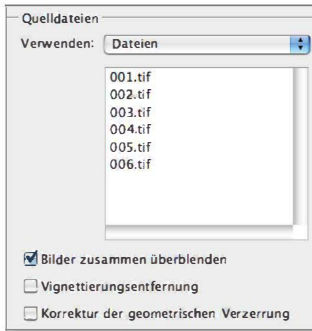 Quelldateien
Verwenden: Dateien
001.tif
002.tif
003.tif
004.tif
005.tif
006.tif
Bilder zusammen überblenden
Vignettierungsentfernung
Korrektur der geometrischen Verzerrung